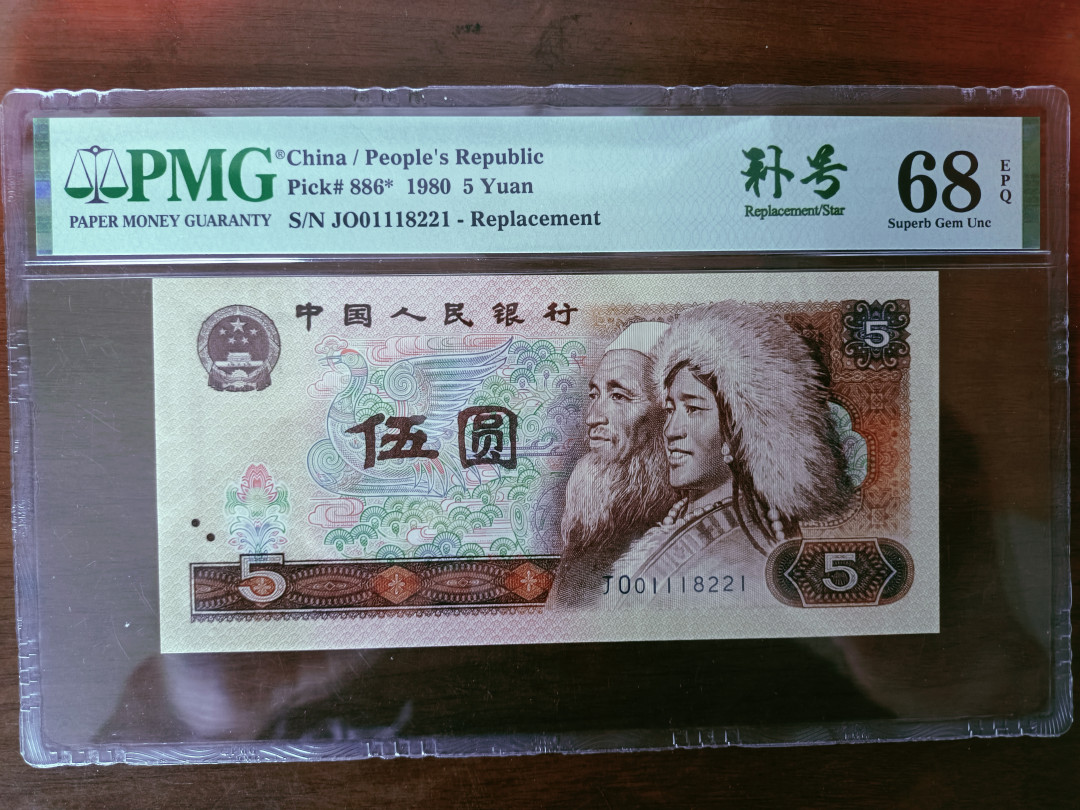 PMG®
PAPER MONEY GUARANTY
China / People's Republic
Pick# 886* 1980 5 Yuan
S/N JO01118221 - Replacement
补号
Replacement/Star
68
EPQ
Superb Gem Unc
中国人民银行
5
伍圆
5
JO01118221
5